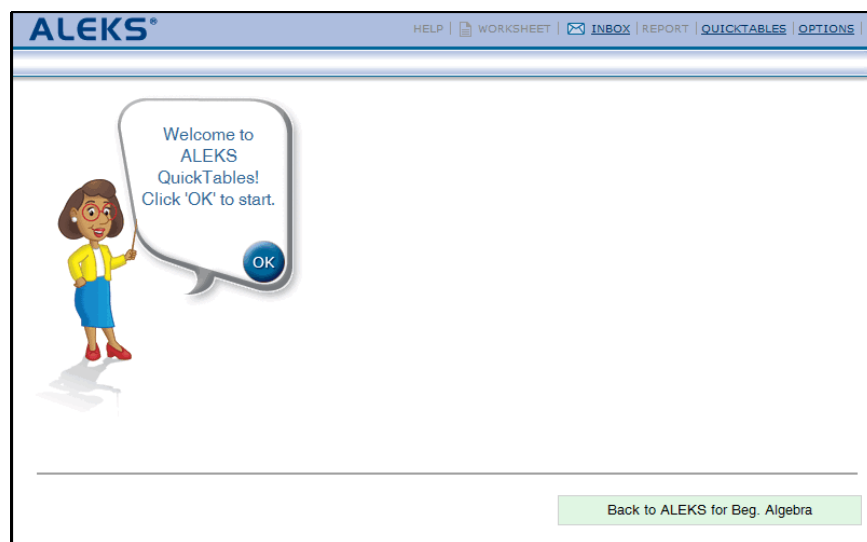 ALEKS®
HELP | WORKSHEET | INBOX | REPORT | QUICKTABLES | OPTIONS |
Welcome to
ALEKS
QuickTables!
Click 'OK' to start.
OK
Back to ALEKS for Beg. Algebra